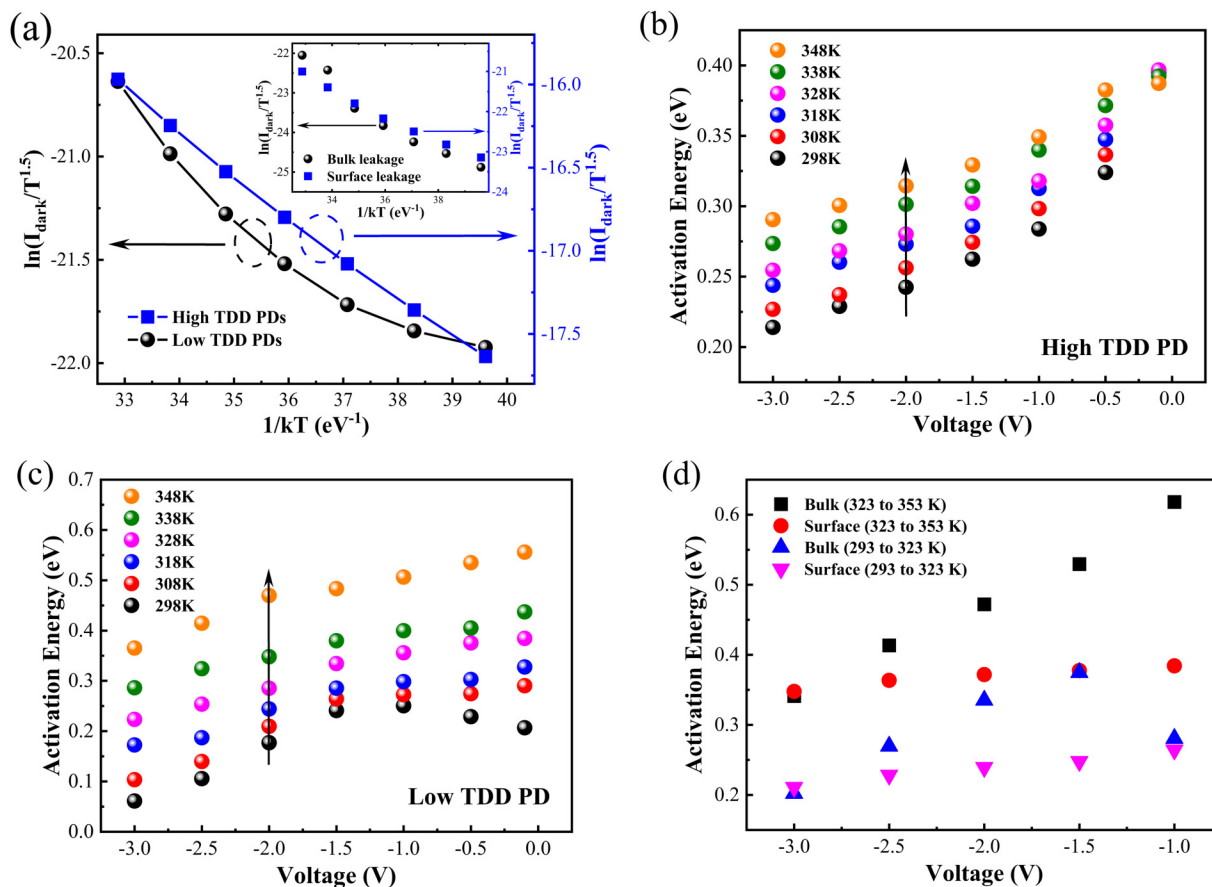 (a)
ln(I_dark/T^1.5)
-20.5
-21.0
-21.5
-22.0
33 34 35 36 37 38 39 40
1/kT (eV^-1)
-16.0
-16.5
-17.0
-17.5
ln(I_dark/T^1.5)
High TDD PDs
Low TDD PDs
ln(I_dark/T^1.5)
-22
-23
-24
-25
34 36 38
1/kT (eV^-1)
-21
-22
-23
-24
ln(I_dark/T^1.5)
Bulk leakage
Surface leakage
(b)
Activation Energy (eV)
0.40
0.35
0.30
0.25
0.20
348K
338K
328K
318K
308K
298K
High TDD PD
-3.0 -2.5 -2.0 -1.5 -1.0 -0.5 0.0
Voltage (V)
(c)
Activation Energy (eV)
0.7
0.6
0.5
0.4
0.3
0.2
0.1
0.0
348K
338K
328K
318K
308K
298K
Low TDD PD
-3.0 -2.5 -2.0 -1.5 -1.0 -0.5 0.0
Voltage (V)
(d)
Activation Energy (eV)
0.6
0.5
0.4
0.3
0.2
Bulk (323 to 353 K)
Surface (323 to 353 K)
Bulk (293 to 323 K)
Surface (293 to 323 K)
-3.0 -2.5 -2.0 -1.5 -1.0
Voltage (V)